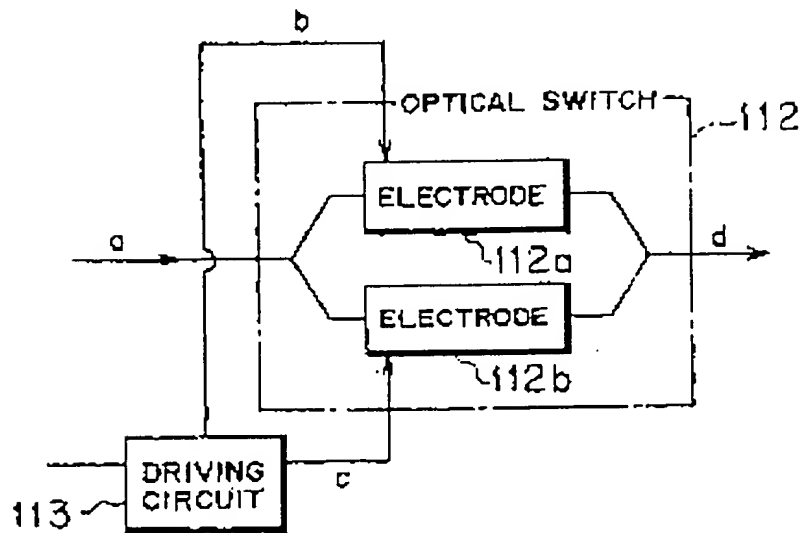 b
OPTICAL SWITCH
112
ELECTRODE
a
d
112a
ELECTRODE
112b
c
DRIVING
CIRCUIT
113